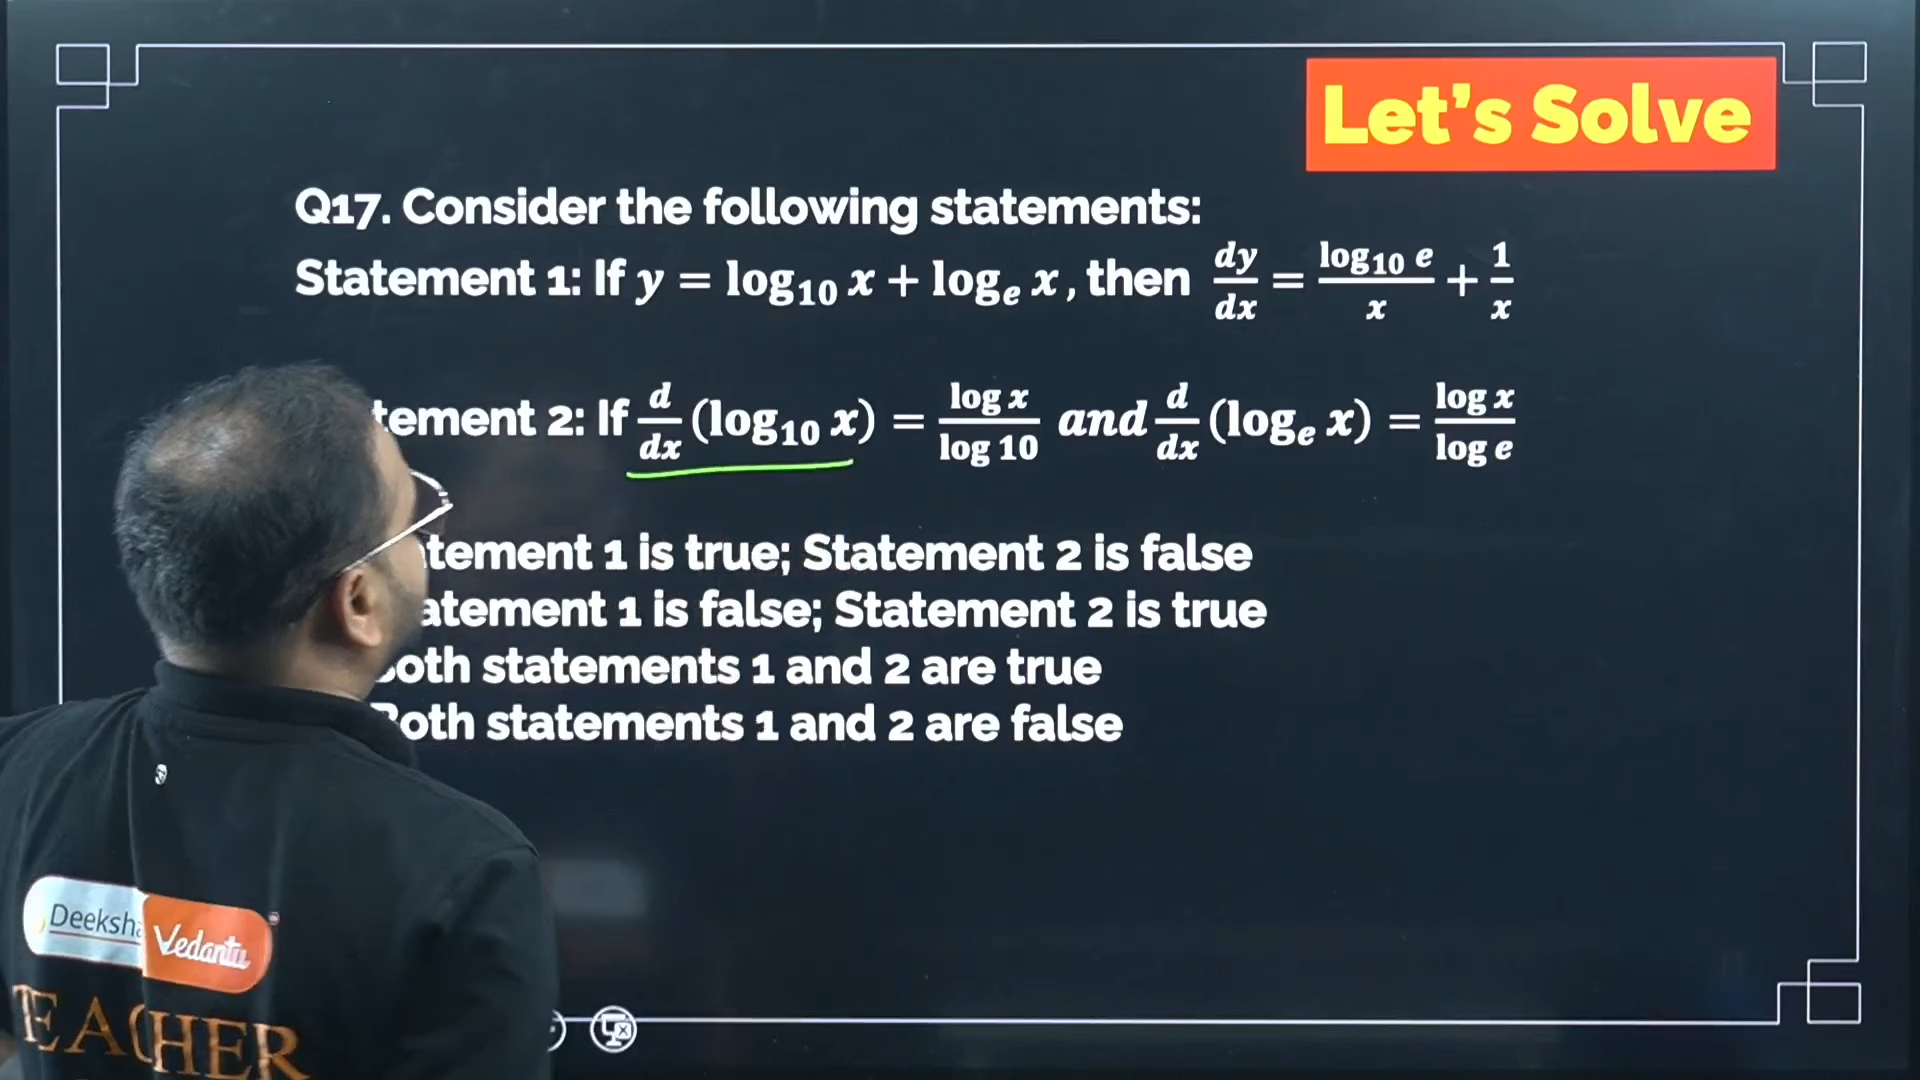 Let's Solve
Q17. Consider the following statements:
Statement 1: If y = log₁₀ x + logₑ x, then dy/dx = log₁₀ e/x + 1/x
tement 2: If d/dx (log₁₀ x) = log x/log 10 and d/dx (logₑ x) = log x/log e
tement 1 is true; Statement 2 is false
atement 1 is false; Statement 2 is true
oth statements 1 and 2 are true
Both statements 1 and 2 are false
Deeksha
Vedantu
TEACHER